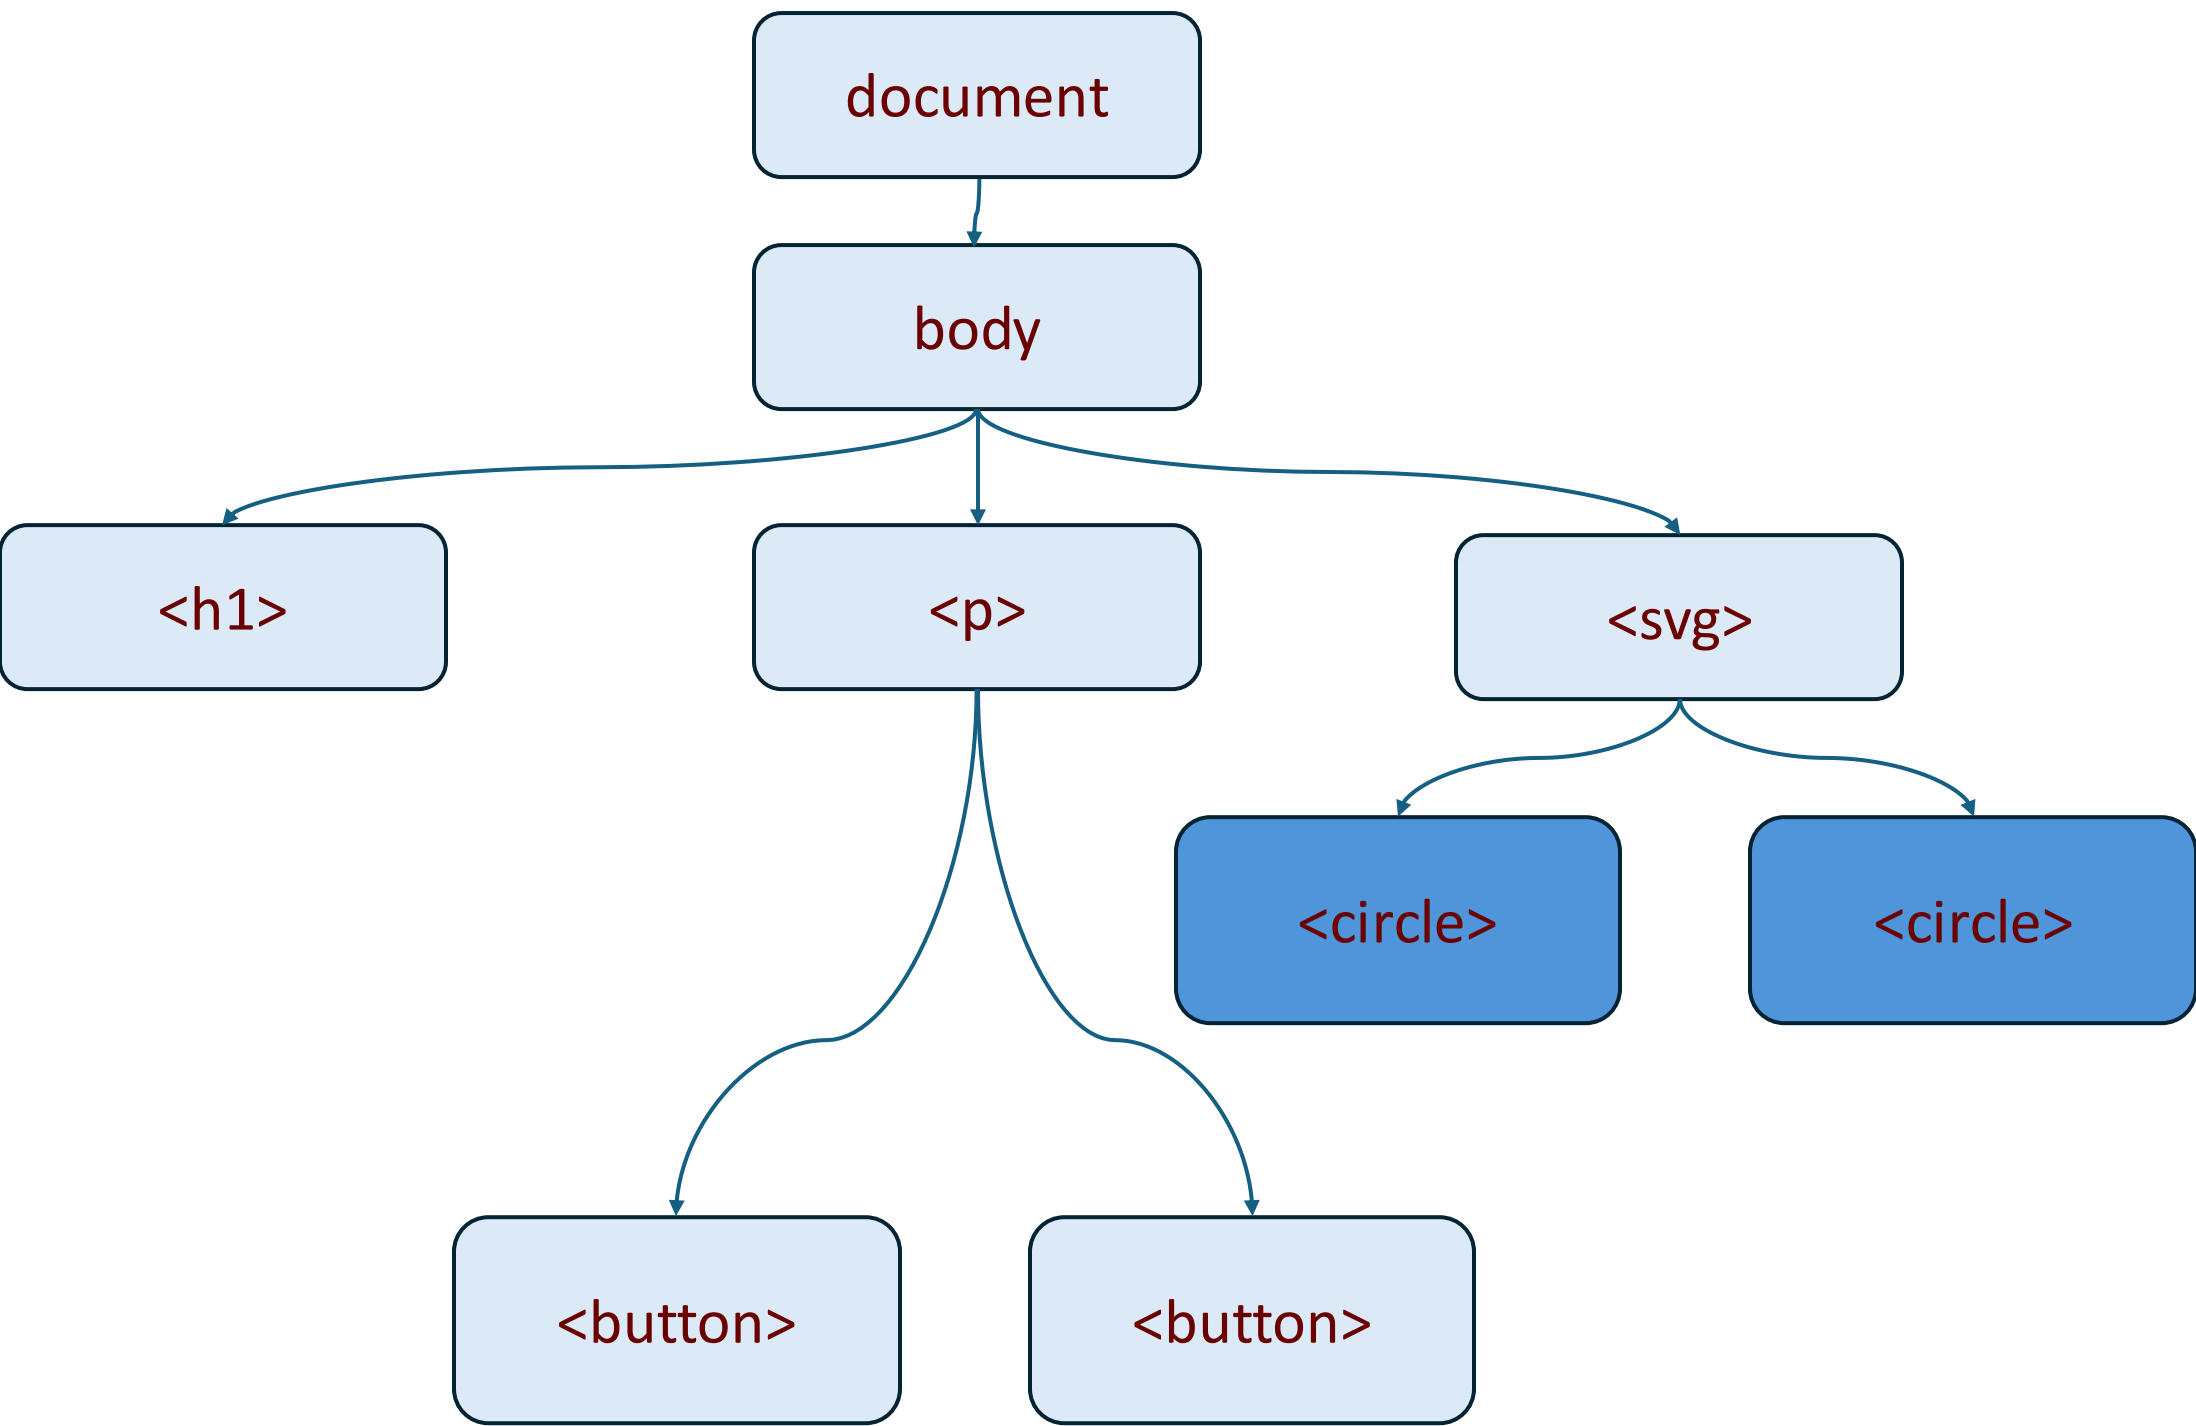 document
body
<h1>
<p>
<svg>
<circle>
<circle>
<button>
<button>